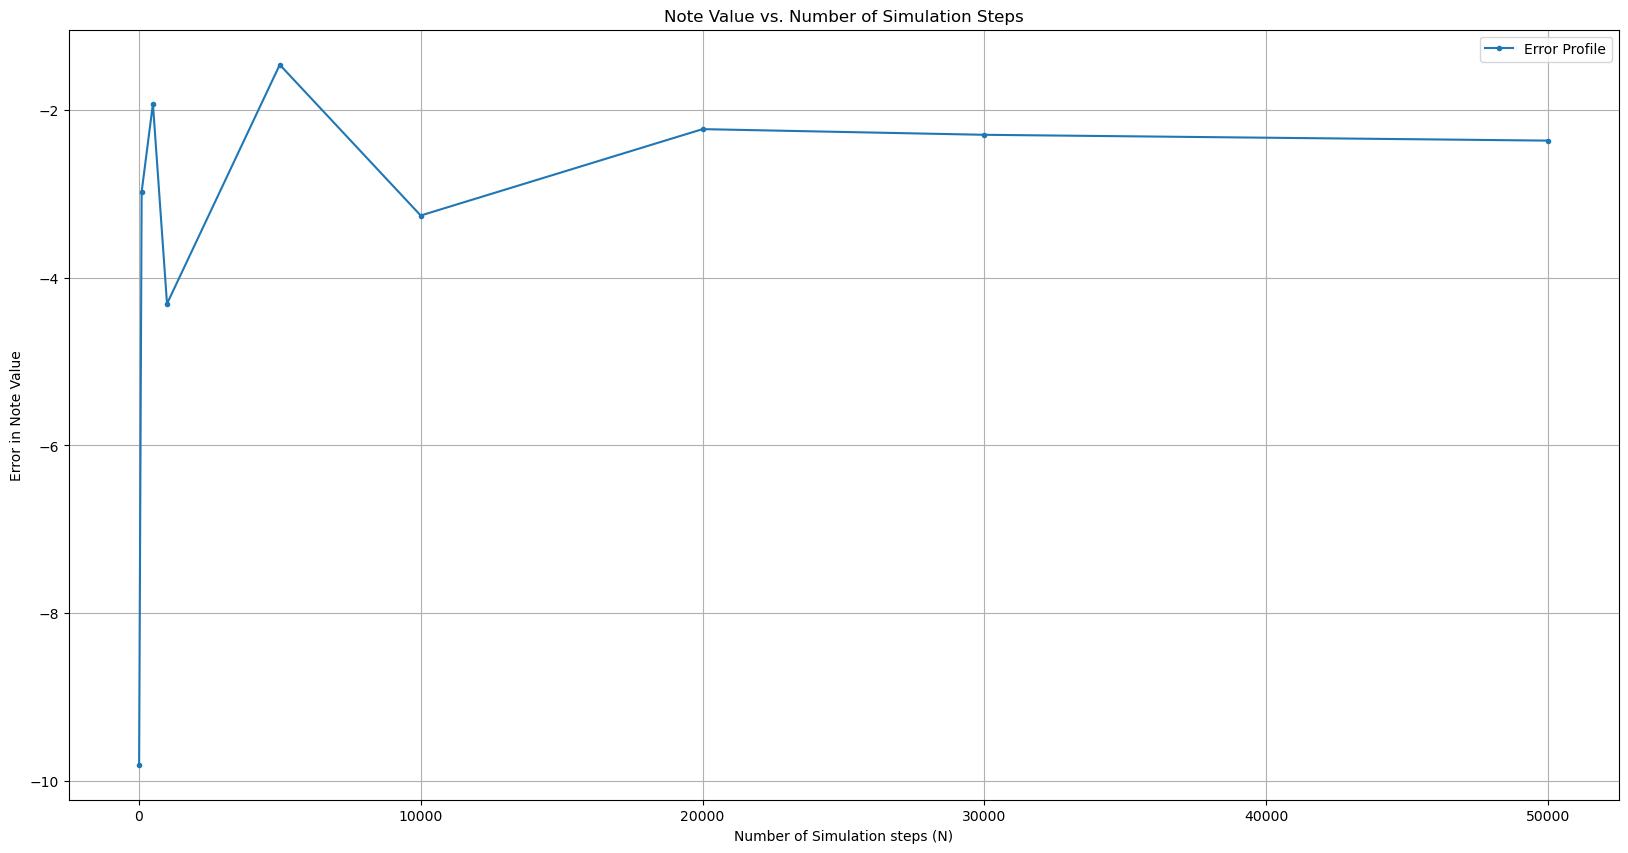 Note Value vs. Number of Simulation Steps
Error Profile
Error in Note Value
−2
−4
−6
−8
−10
0
10000
20000
30000
40000
50000
Number of Simulation steps (N)